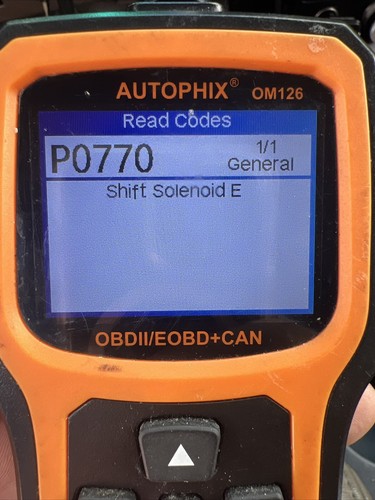 AUTOPHIX® OM126
Read Codes
P0770 1/1
General
Shift Solenoid E
OBDII/EOBD+CAN